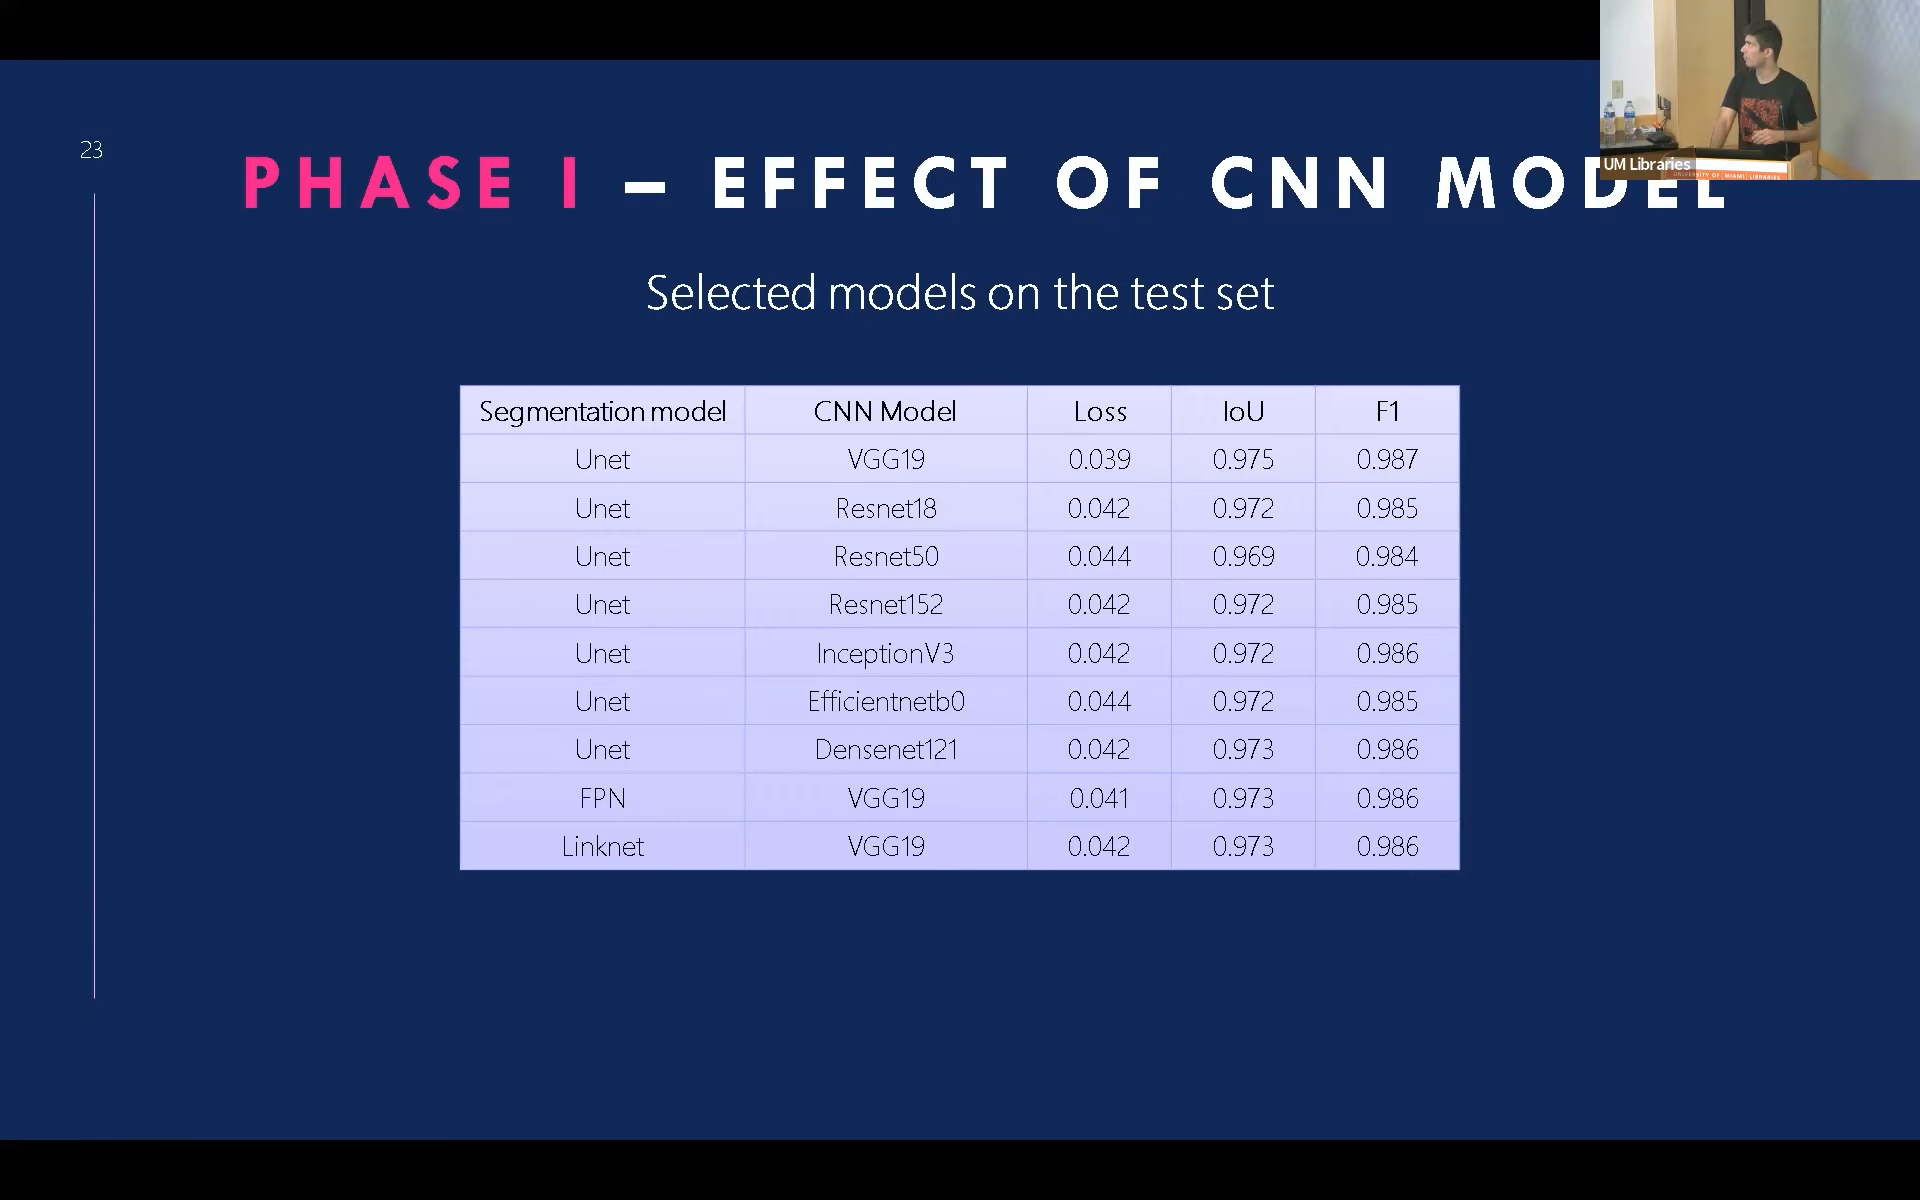 23
PHASE I – EFFECT OF CNN MODEL
UM Libraries
UNIVERSITY OF MIAMI LIBRARIES
Selected models on the test set
Segmentation model CNN Model Loss IoU F1
Unet VGG19 0.039 0.975 0.987
Unet Resnet18 0.042 0.972 0.985
Unet Resnet50 0.044 0.969 0.984
Unet Resnet152 0.042 0.972 0.985
Unet InceptionV3 0.042 0.972 0.986
Unet Efficientnetb0 0.044 0.972 0.985
Unet Densenet121 0.042 0.973 0.986
FPN VGG19 0.041 0.973 0.986
Linknet VGG19 0.042 0.973 0.986